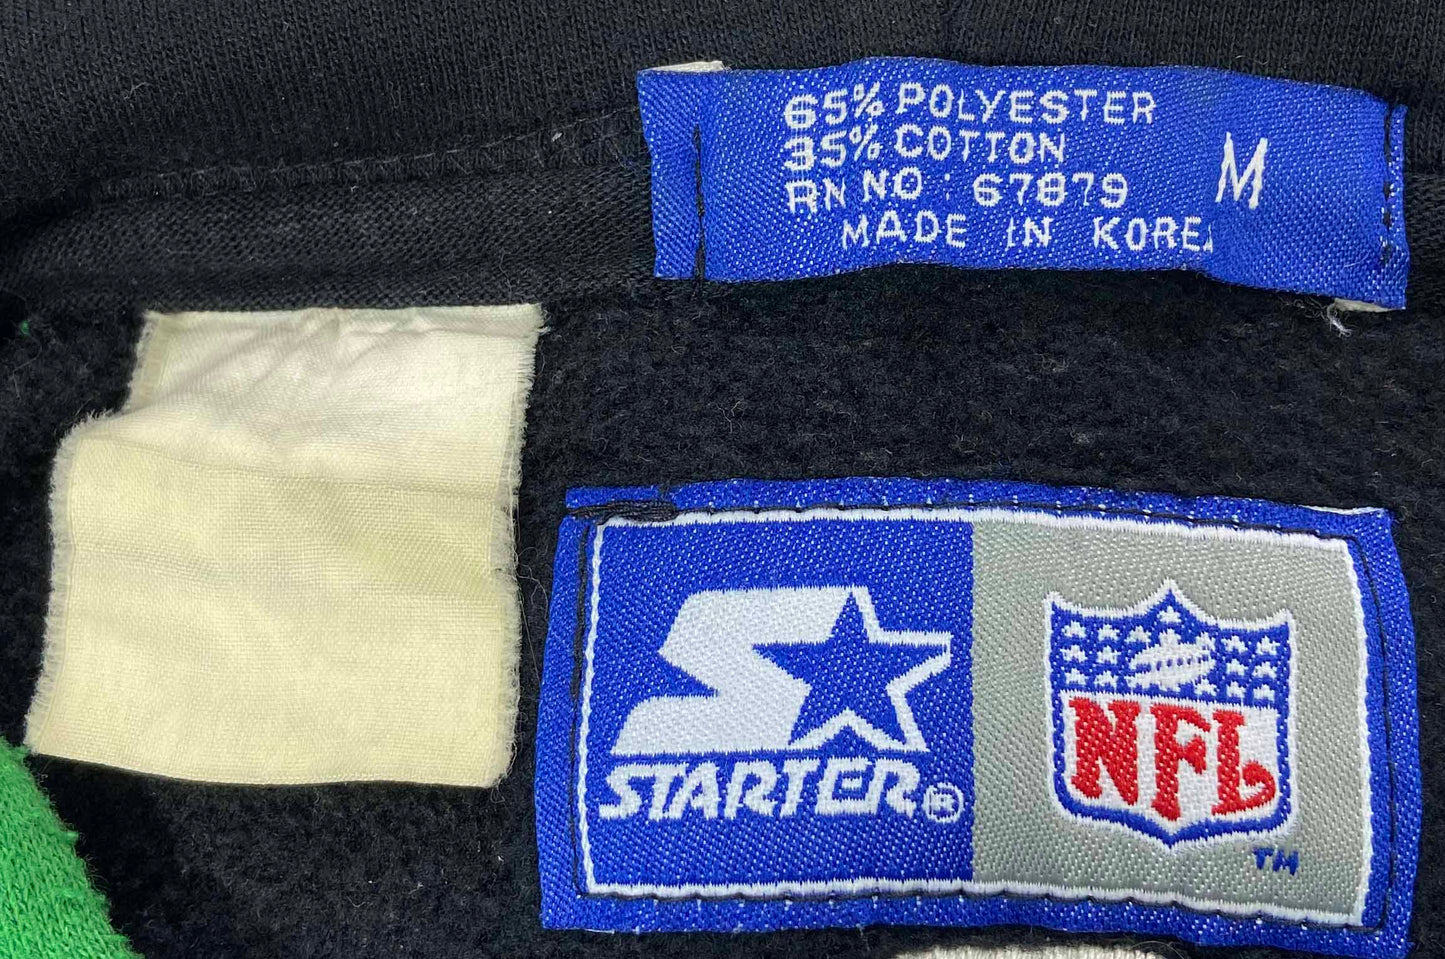 65% POLYESTER
35% COTTON
RN NO : 67879
MADE IN KOREA
M
STARTER®
NFL
TM